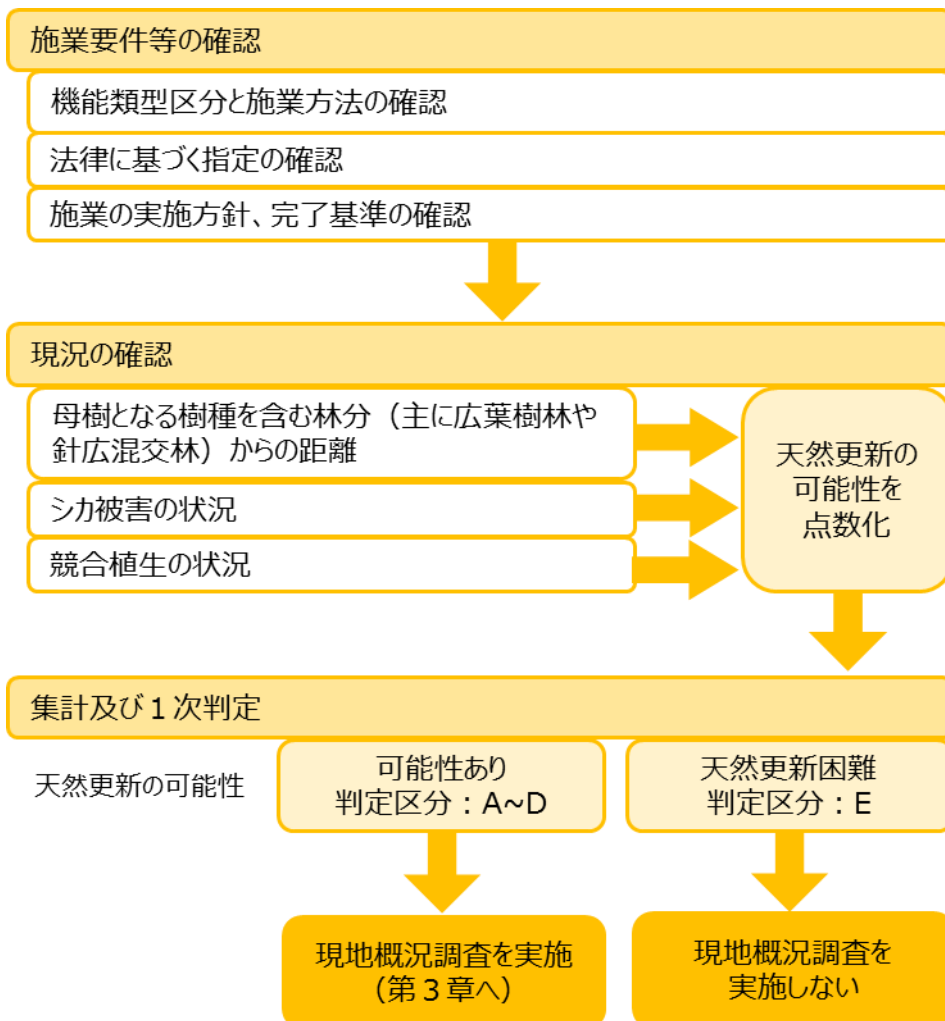 施業要件等の確認
機能類型区分と施業方法の確認
法律に基づく指定の確認
施業の実施方針、完了基準の確認
現況の確認
母樹となる樹種を含む林分（主に広葉樹林や
針広混交林）からの距離
シカ被害の状況
競合植生の状況
天然更新の
可能性を
点数化
集計及び１次判定
天然更新の可能性
可能性あり
判定区分：A~D
天然更新困難
判定区分：E
現地概況調査を実施
(第３章へ)
現地概況調査を
実施しない